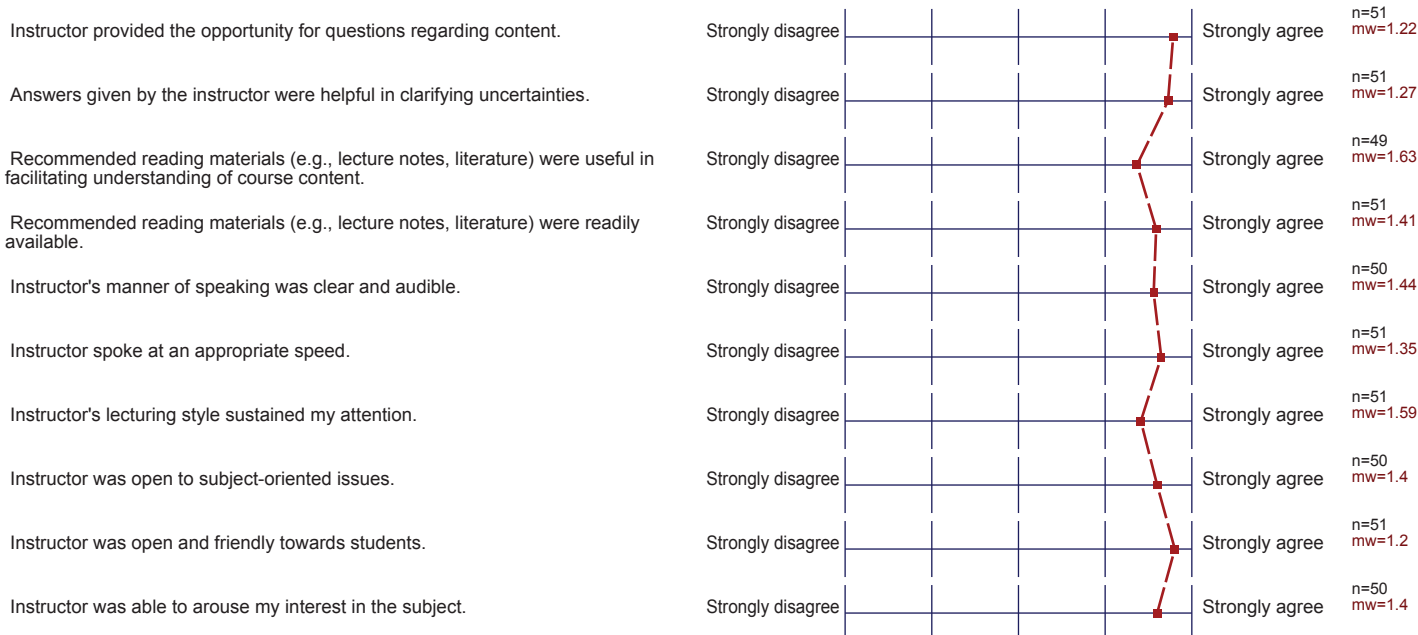 Instructor provided the opportunity for questions regarding content. Strongly disagree Strongly agree n=51
mw=1.22
Answers given by the instructor were helpful in clarifying uncertainties. Strongly disagree Strongly agree n=51
mw=1.27
Recommended reading materials (e.g., lecture notes, literature) were useful in Strongly disagree Strongly agree n=49
facilitating understanding of course content. mw=1.63
Recommended reading materials (e.g., lecture notes, literature) were readily Strongly disagree Strongly agree n=51
available. mw=1.41
Instructor's manner of speaking was clear and audible. Strongly disagree Strongly agree n=50
mw=1.44
Instructor spoke at an appropriate speed. Strongly disagree Strongly agree n=51
mw=1.35
Instructor's lecturing style sustained my attention. Strongly disagree Strongly agree n=51
mw=1.59
Instructor was open to subject-oriented issues. Strongly disagree Strongly agree n=50
mw=1.4
Instructor was open and friendly towards students. Strongly disagree Strongly agree n=51
mw=1.2
Instructor was able to arouse my interest in the subject. Strongly disagree Strongly agree n=50
mw=1.4